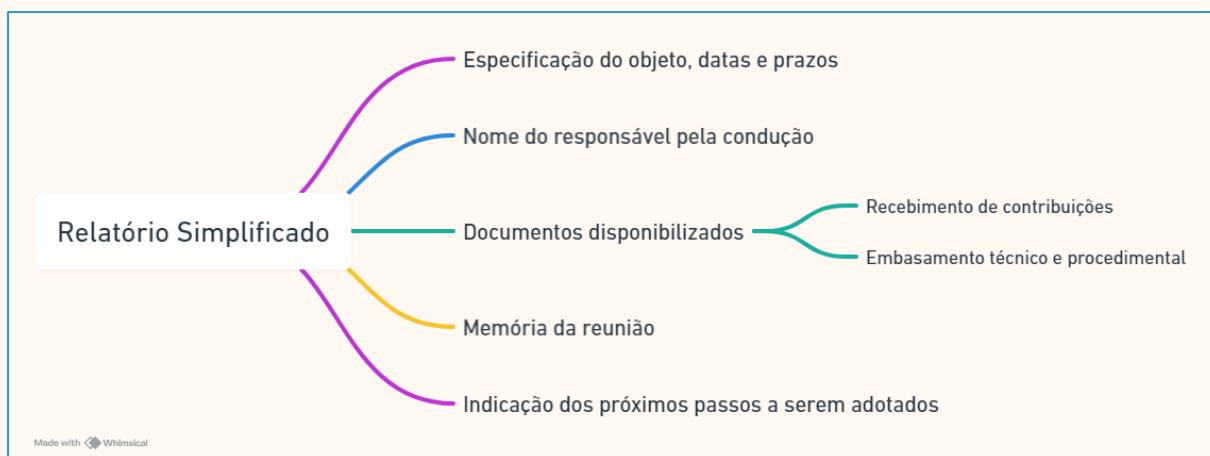 Relatório Simplificado
Especificação do objeto, datas e prazos
Nome do responsável pela condução
Documentos disponibilizados
Recebimento de contribuições
Embasamento técnico e procedimental
Memória da reunião
Indicação dos próximos passos a serem adotados
Made with Whimsical